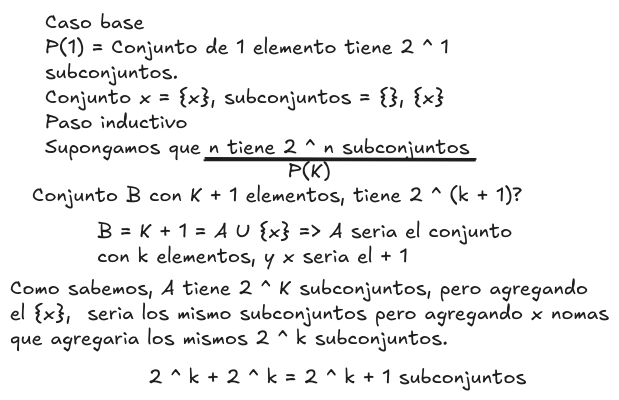 Caso base
P(1) = Conjunto de 1 elemento tiene 2 ^ 1
subconjuntos.
Conjunto x = {x}, subconjuntos = {}, {x}
Paso inductivo
Supongamos que n tiene 2 ^ n subconjuntos
P(K)
Conjunto B con K + 1 elementos, tiene 2 ^ (k + 1)?
B = K + 1 = A U {x} => A seria el conjunto
con k elementos, y x seria el + 1
Como sabemos, A tiene 2 ^ K subconjuntos, pero agregando
el {x}, seria los mismo subconjuntos pero agregando x nomas
que agregaria los mismos 2 ^ k subconjuntos.
2 ^ k + 2 ^ k = 2 ^ k + 1 subconjuntos